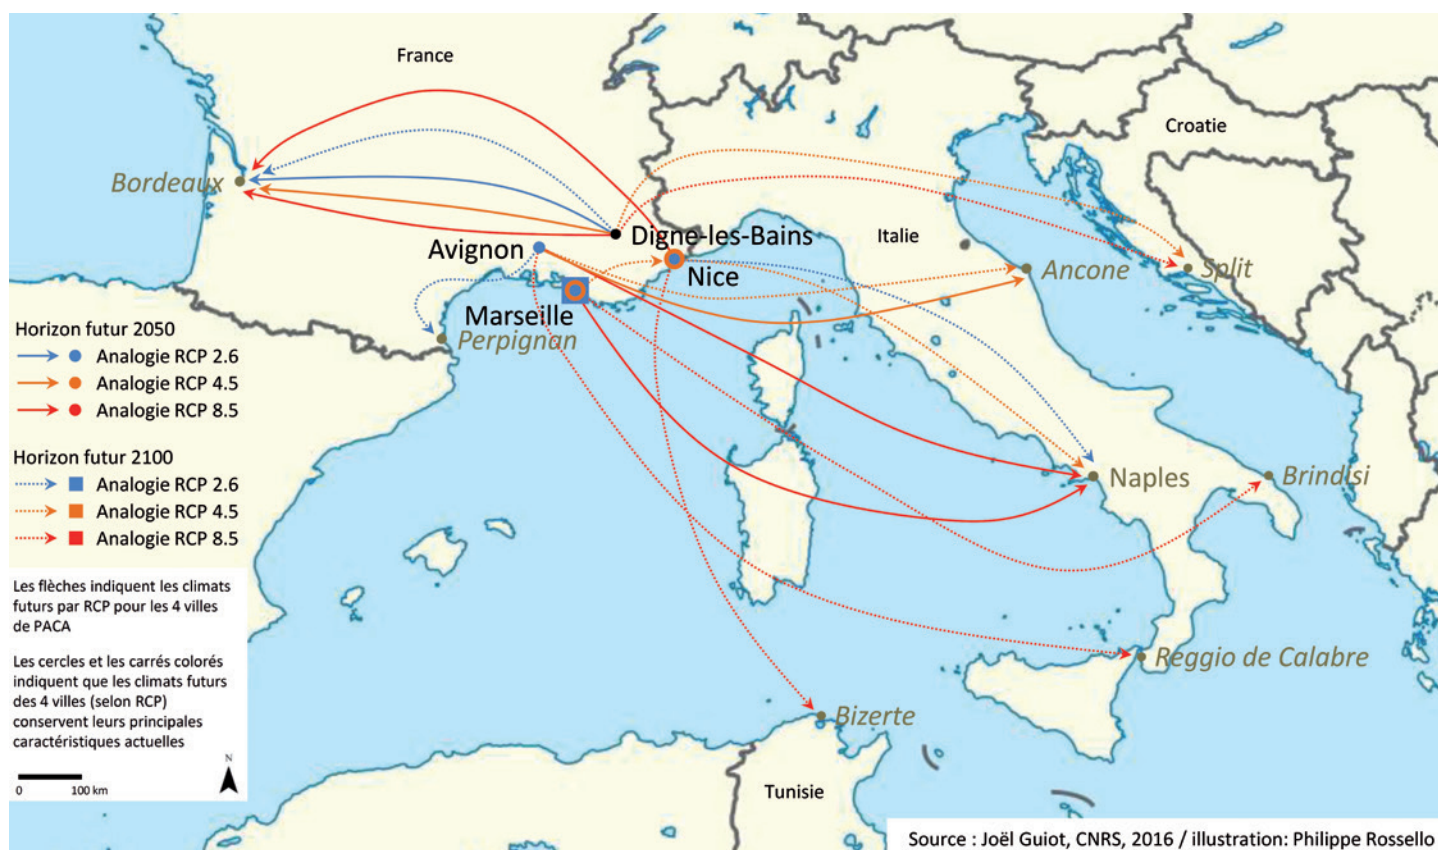 France
Croatie
Bordeaux
Digne-les-Bains
Avignon
Italie
Nice
Ancone
Split
Marseille
Perpignan
Naples
Brindisi
Reggio de Calabre
Bizerte
Tunisie
Horizon futur 2050
Analogie RCP 2.6
Analogie RCP 4.5
Analogie RCP 8.5
Horizon futur 2100
Analogie RCP 2.6
Analogie RCP 4.5
Analogie RCP 8.5
Les flèches indiquent les climats
futurs par RCP pour les 4 villes
de PACA
Les cercles et les carrés colorés
indiquent que les climats futurs
des 4 villes (selon RCP)
conservent leurs principales
caractéristiques actuelles
N
0 100 km
Source : Joël Guiot, CNRS, 2016 / illustration: Philippe Rossello